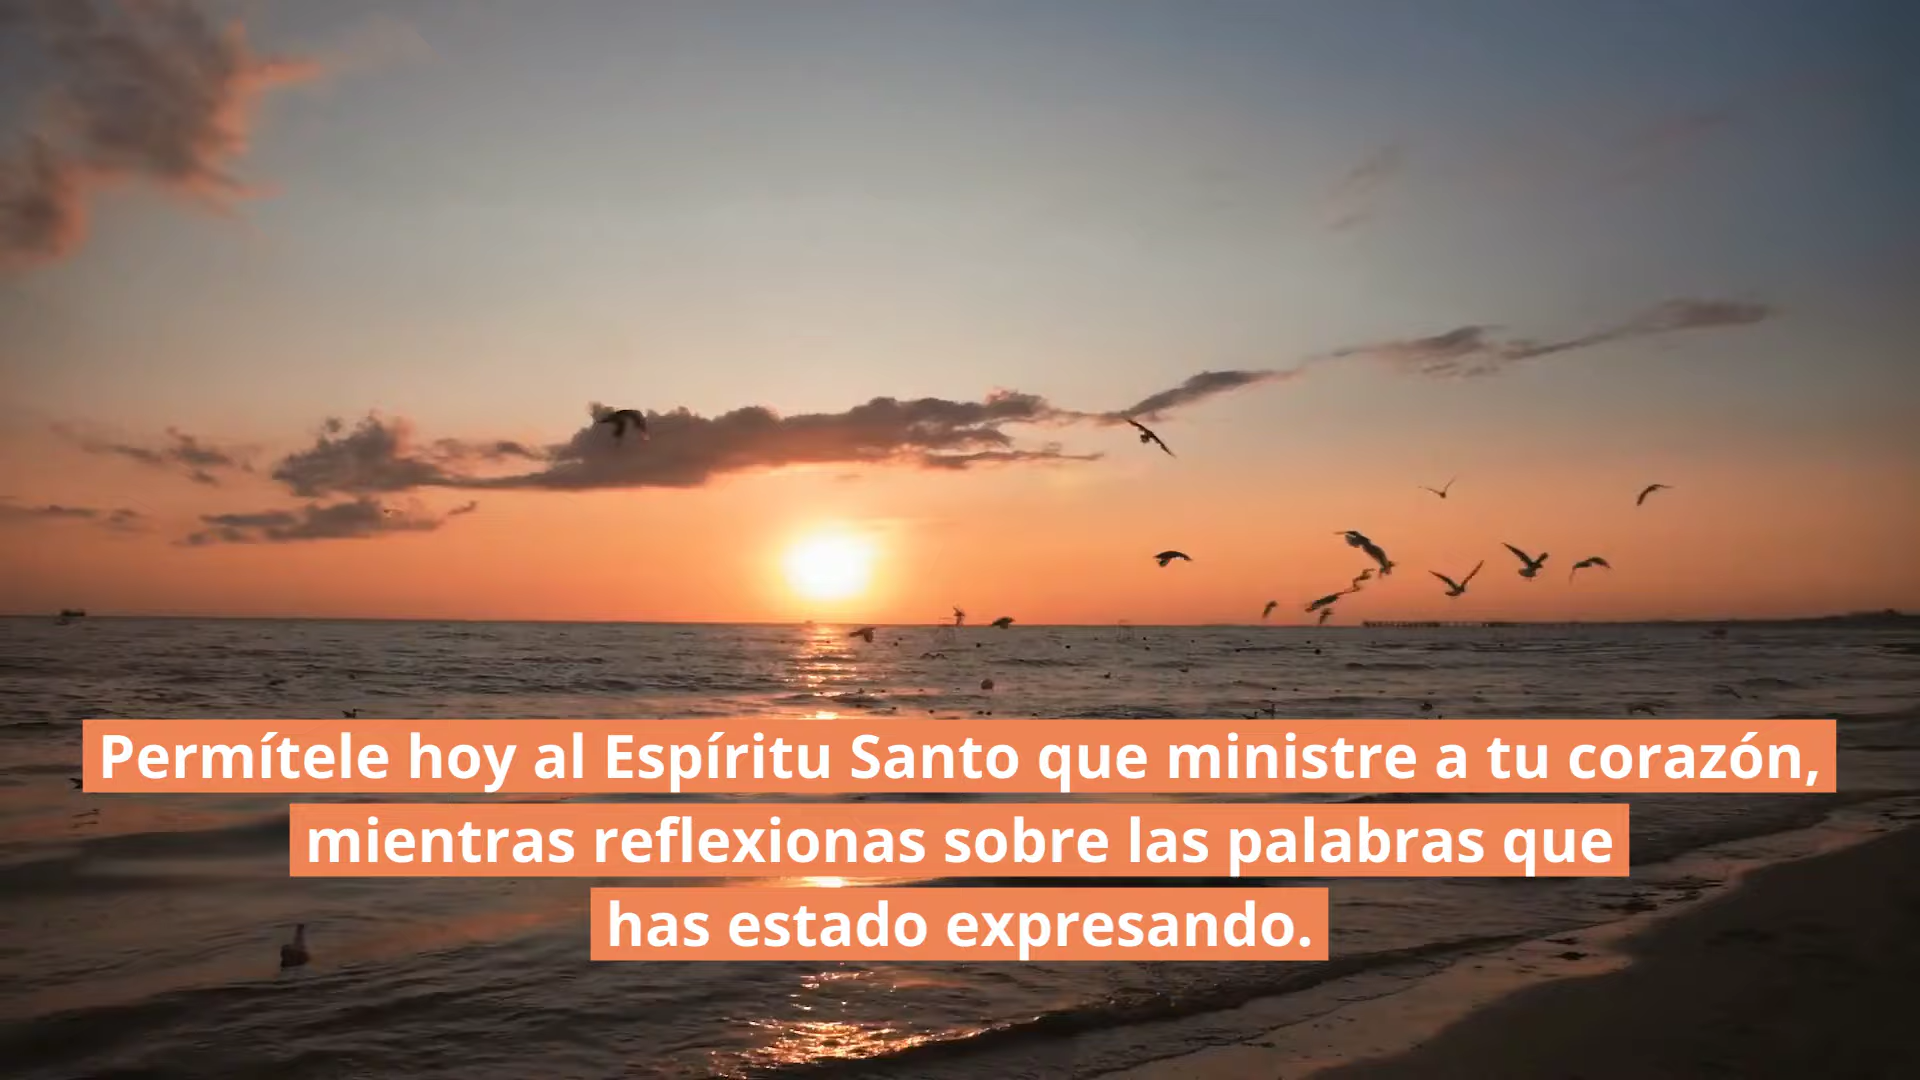 Permítele hoy al Espíritu Santo que ministre a tu corazón,
mientras reflexionas sobre las palabras que
has estado expresando.